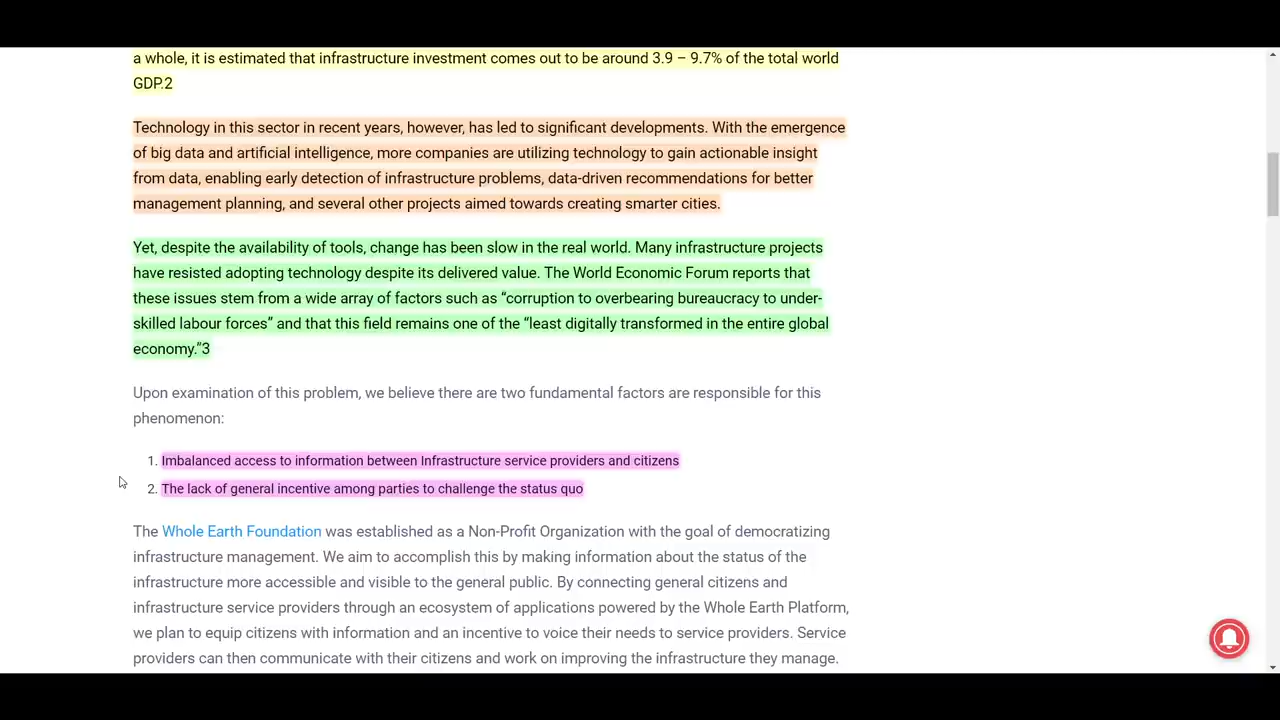 a whole, it is estimated that infrastructure investment comes out to be around 3.9 – 9.7% of the total world
GDP.2
Technology in this sector in recent years, however, has led to significant developments. With the emergence
of big data and artificial intelligence, more companies are utilizing technology to gain actionable insight
from data, enabling early detection of infrastructure problems, data-driven recommendations for better
management planning, and several other projects aimed towards creating smarter cities.
Yet, despite the availability of tools, change has been slow in the real world. Many infrastructure projects
have resisted adopting technology despite its delivered value. The World Economic Forum reports that
these issues stem from a wide array of factors such as “corruption to overbearing bureaucracy to under-
skilled labour forces” and that this field remains one of the “least digitally transformed in the entire global
economy.”3
Upon examination of this problem, we believe there are two fundamental factors are responsible for this
phenomenon:
1. Imbalanced access to information between Infrastructure service providers and citizens
2. The lack of general incentive among parties to challenge the status quo
The Whole Earth Foundation was established as a Non-Profit Organization with the goal of democratizing
infrastructure management. We aim to accomplish this by making information about the status of the
infrastructure more accessible and visible to the general public. By connecting general citizens and
infrastructure service providers through an ecosystem of applications powered by the Whole Earth Platform,
we plan to equip citizens with information and an incentive to voice their needs to service providers. Service
providers can then communicate with their citizens and work on improving the infrastructure they manage.